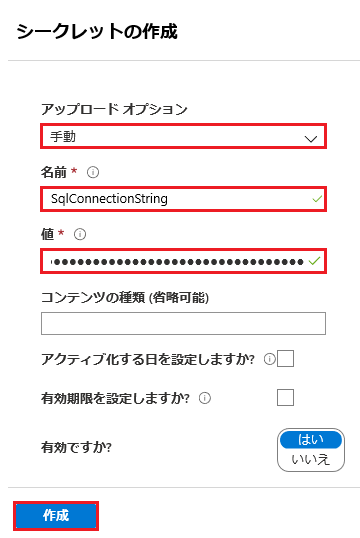 シークレットの作成
アップロード オプション
手動
名前 *
SqlConnectionString
値 *
コンテンツの種類 (省略可能)
アクティブ化する日を設定しますか?
有効期限を設定しますか?
有効ですか?
はい
いいえ
作成